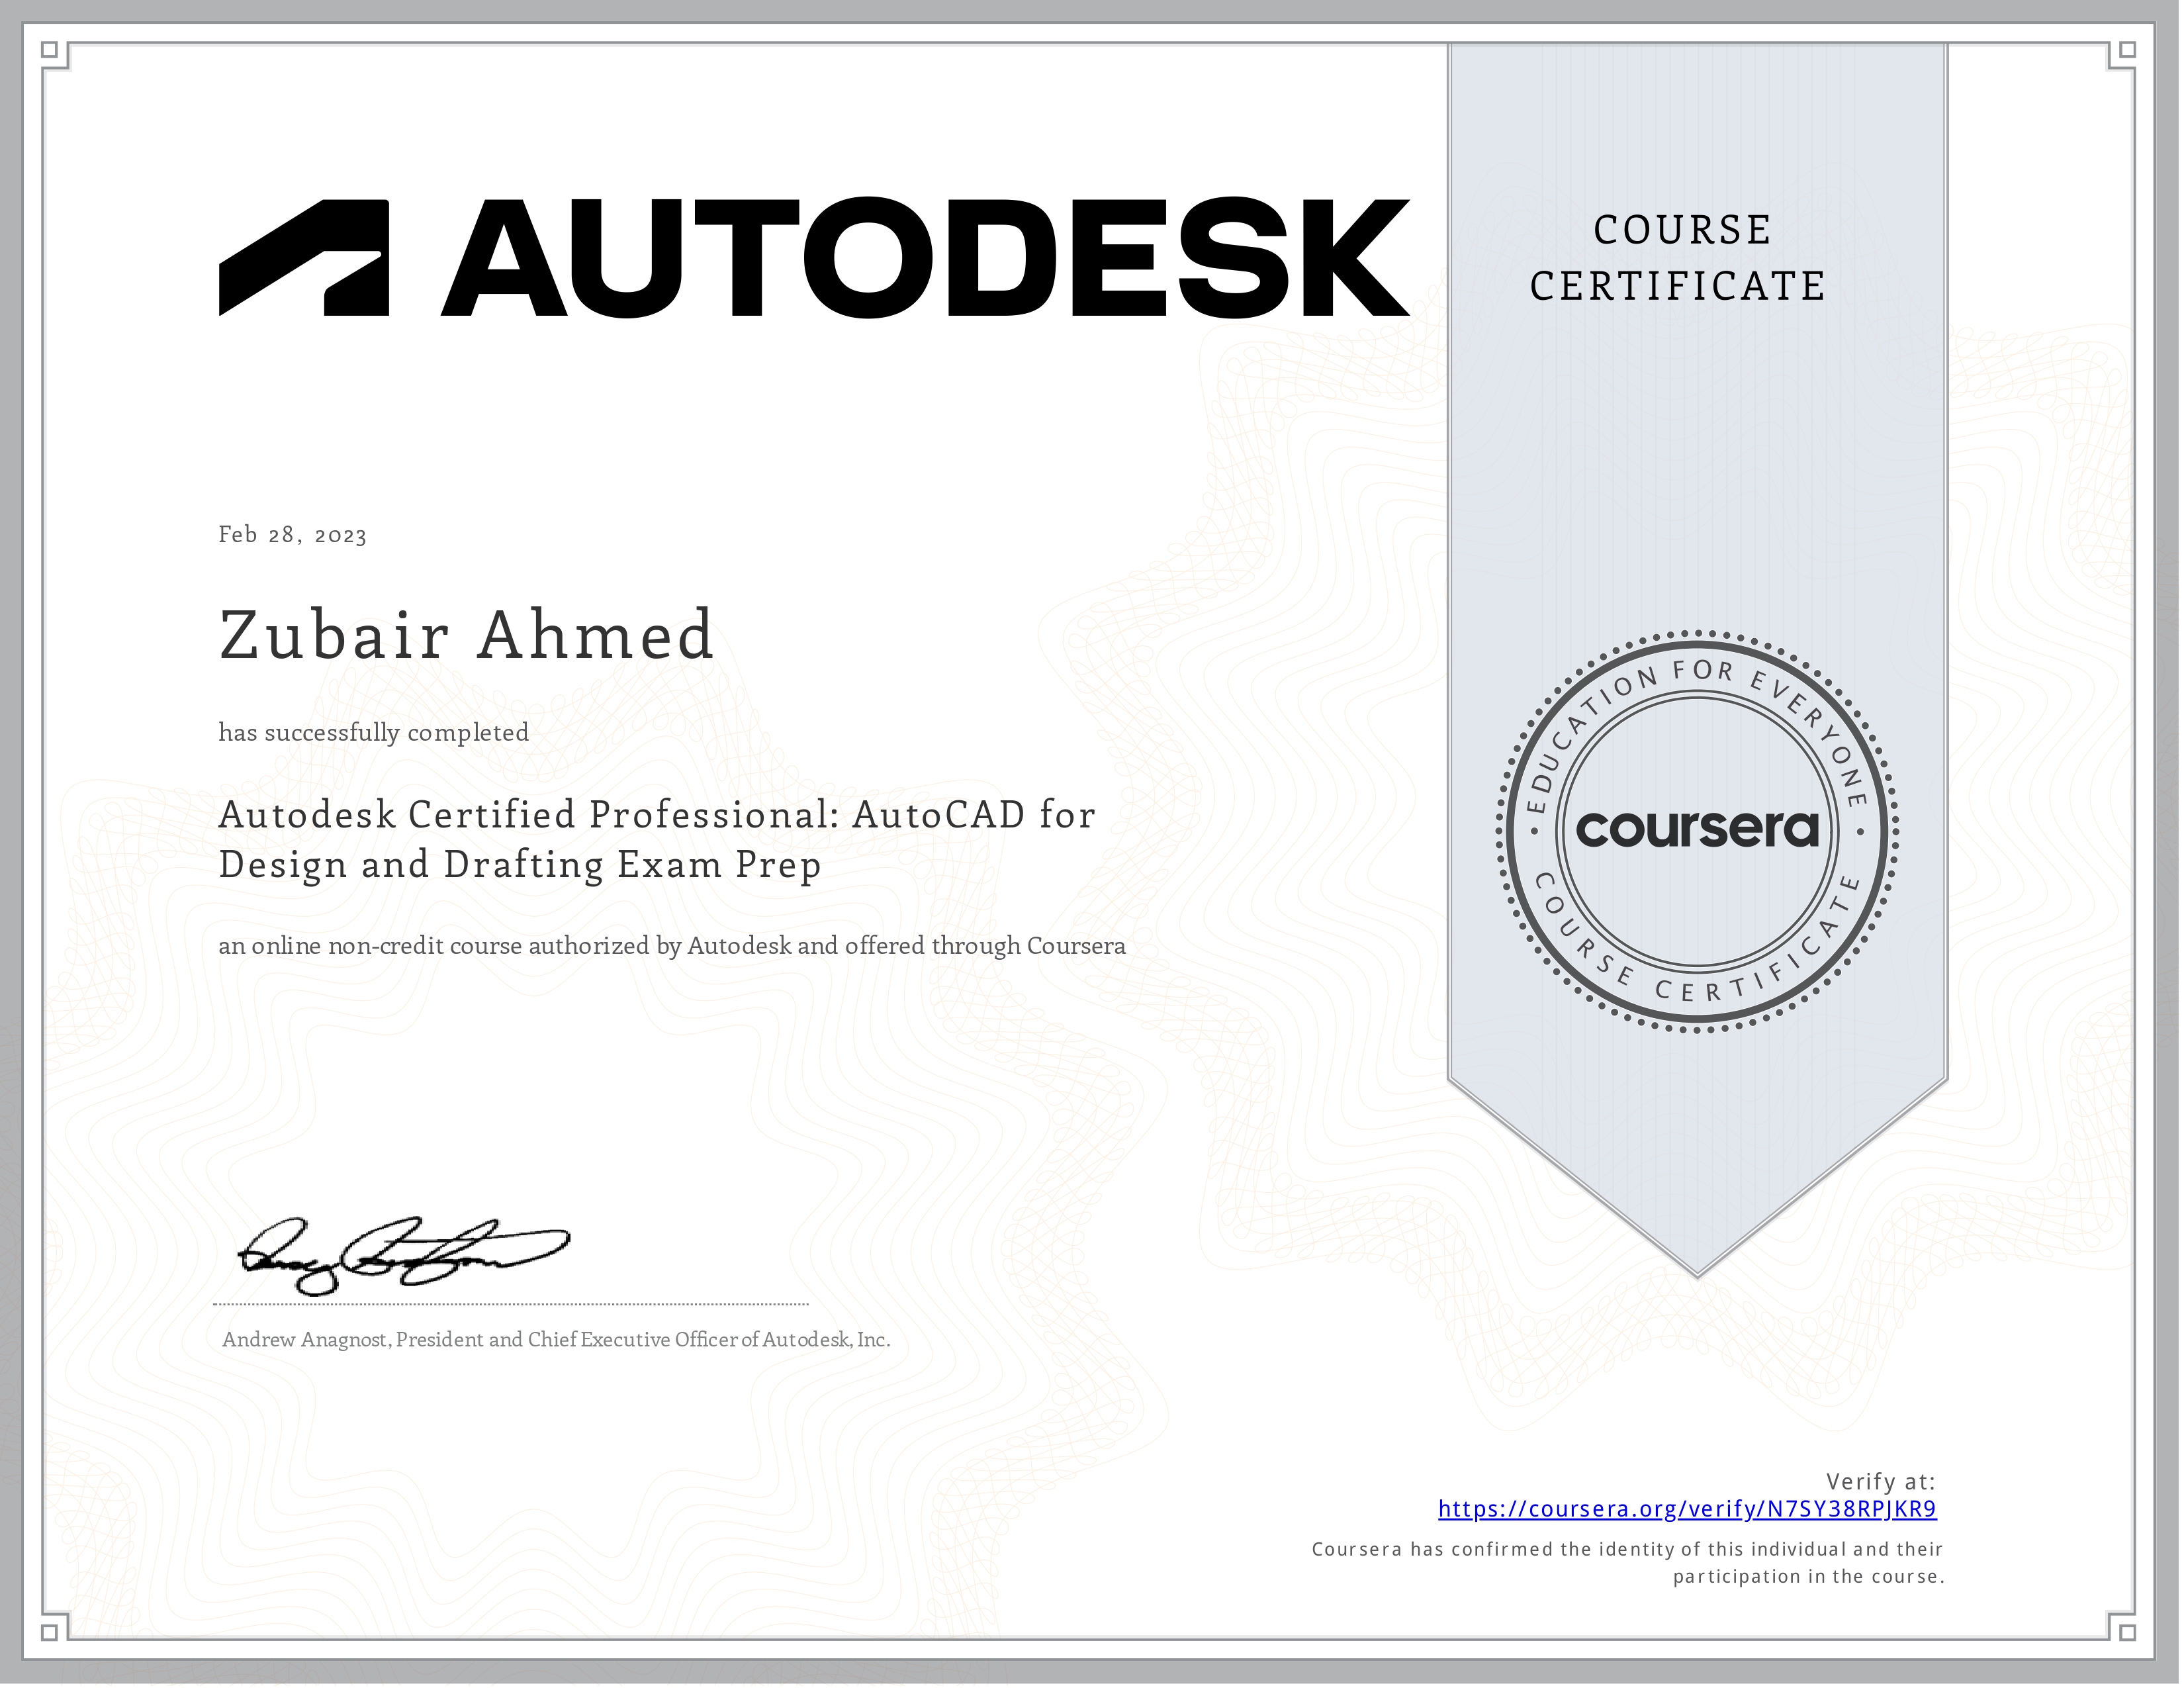 AUTODESK
COURSE
CERTIFICATE
Feb 28, 2023
Zubair Ahmed
has successfully completed
Autodesk Certified Professional: AutoCAD for
Design and Drafting Exam Prep
an online non-credit course authorized by Autodesk and offered through Coursera
EDUCATION FOR EVERYONE
coursera
COURSE CERTIFICATE
Andrew Anagnost, President and Chief Executive Officer of Autodesk, Inc.
Verify at:
https://coursera.org/verify/N7SY38RPJKR9
Coursera has confirmed the identity of this individual and their
participation in the course.